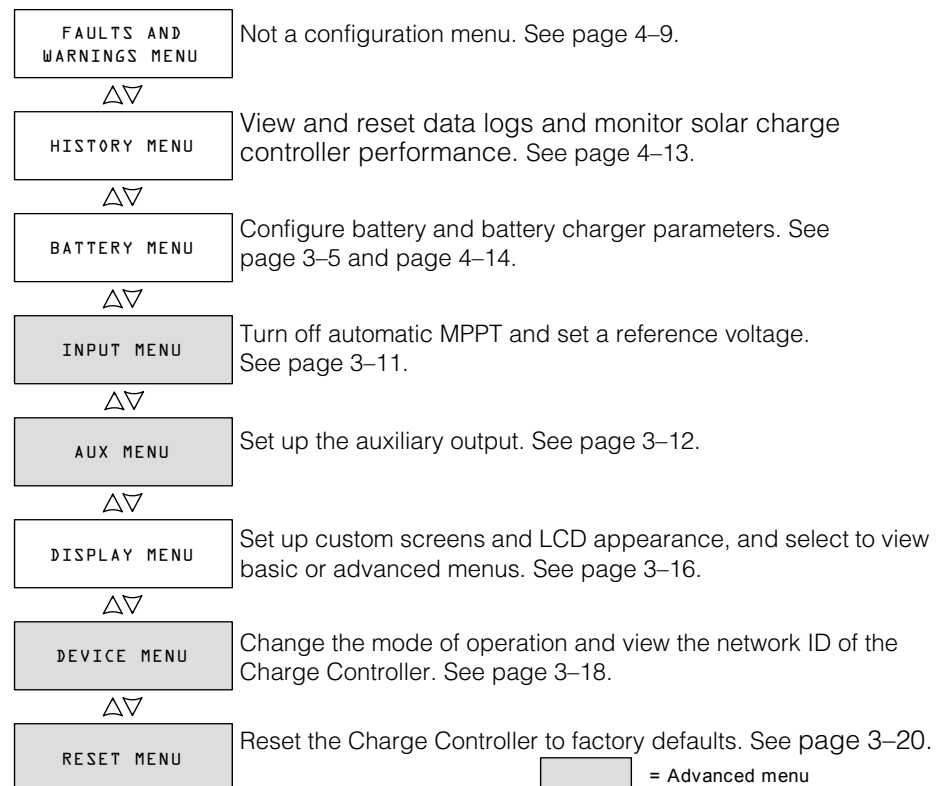 FAULTS AND
WARNINGS MENU
Not a configuration menu. See page 4–9.
HISTORY MENU
View and reset data logs and monitor solar charge
controller performance. See page 4–13.
BATTERY MENU
Configure battery and battery charger parameters. See
page 3–5 and page 4–14.
INPUT MENU
Turn off automatic MPPT and set a reference voltage.
See page 3–11.
AUX MENU
Set up the auxiliary output. See page 3–12.
DISPLAY MENU
Set up custom screens and LCD appearance, and select to view
basic or advanced menus. See page 3–16.
DEVICE MENU
Change the mode of operation and view the network ID of the
Charge Controller. See page 3–18.
RESET MENU
Reset the Charge Controller to factory defaults. See page 3–20.
= Advanced menu